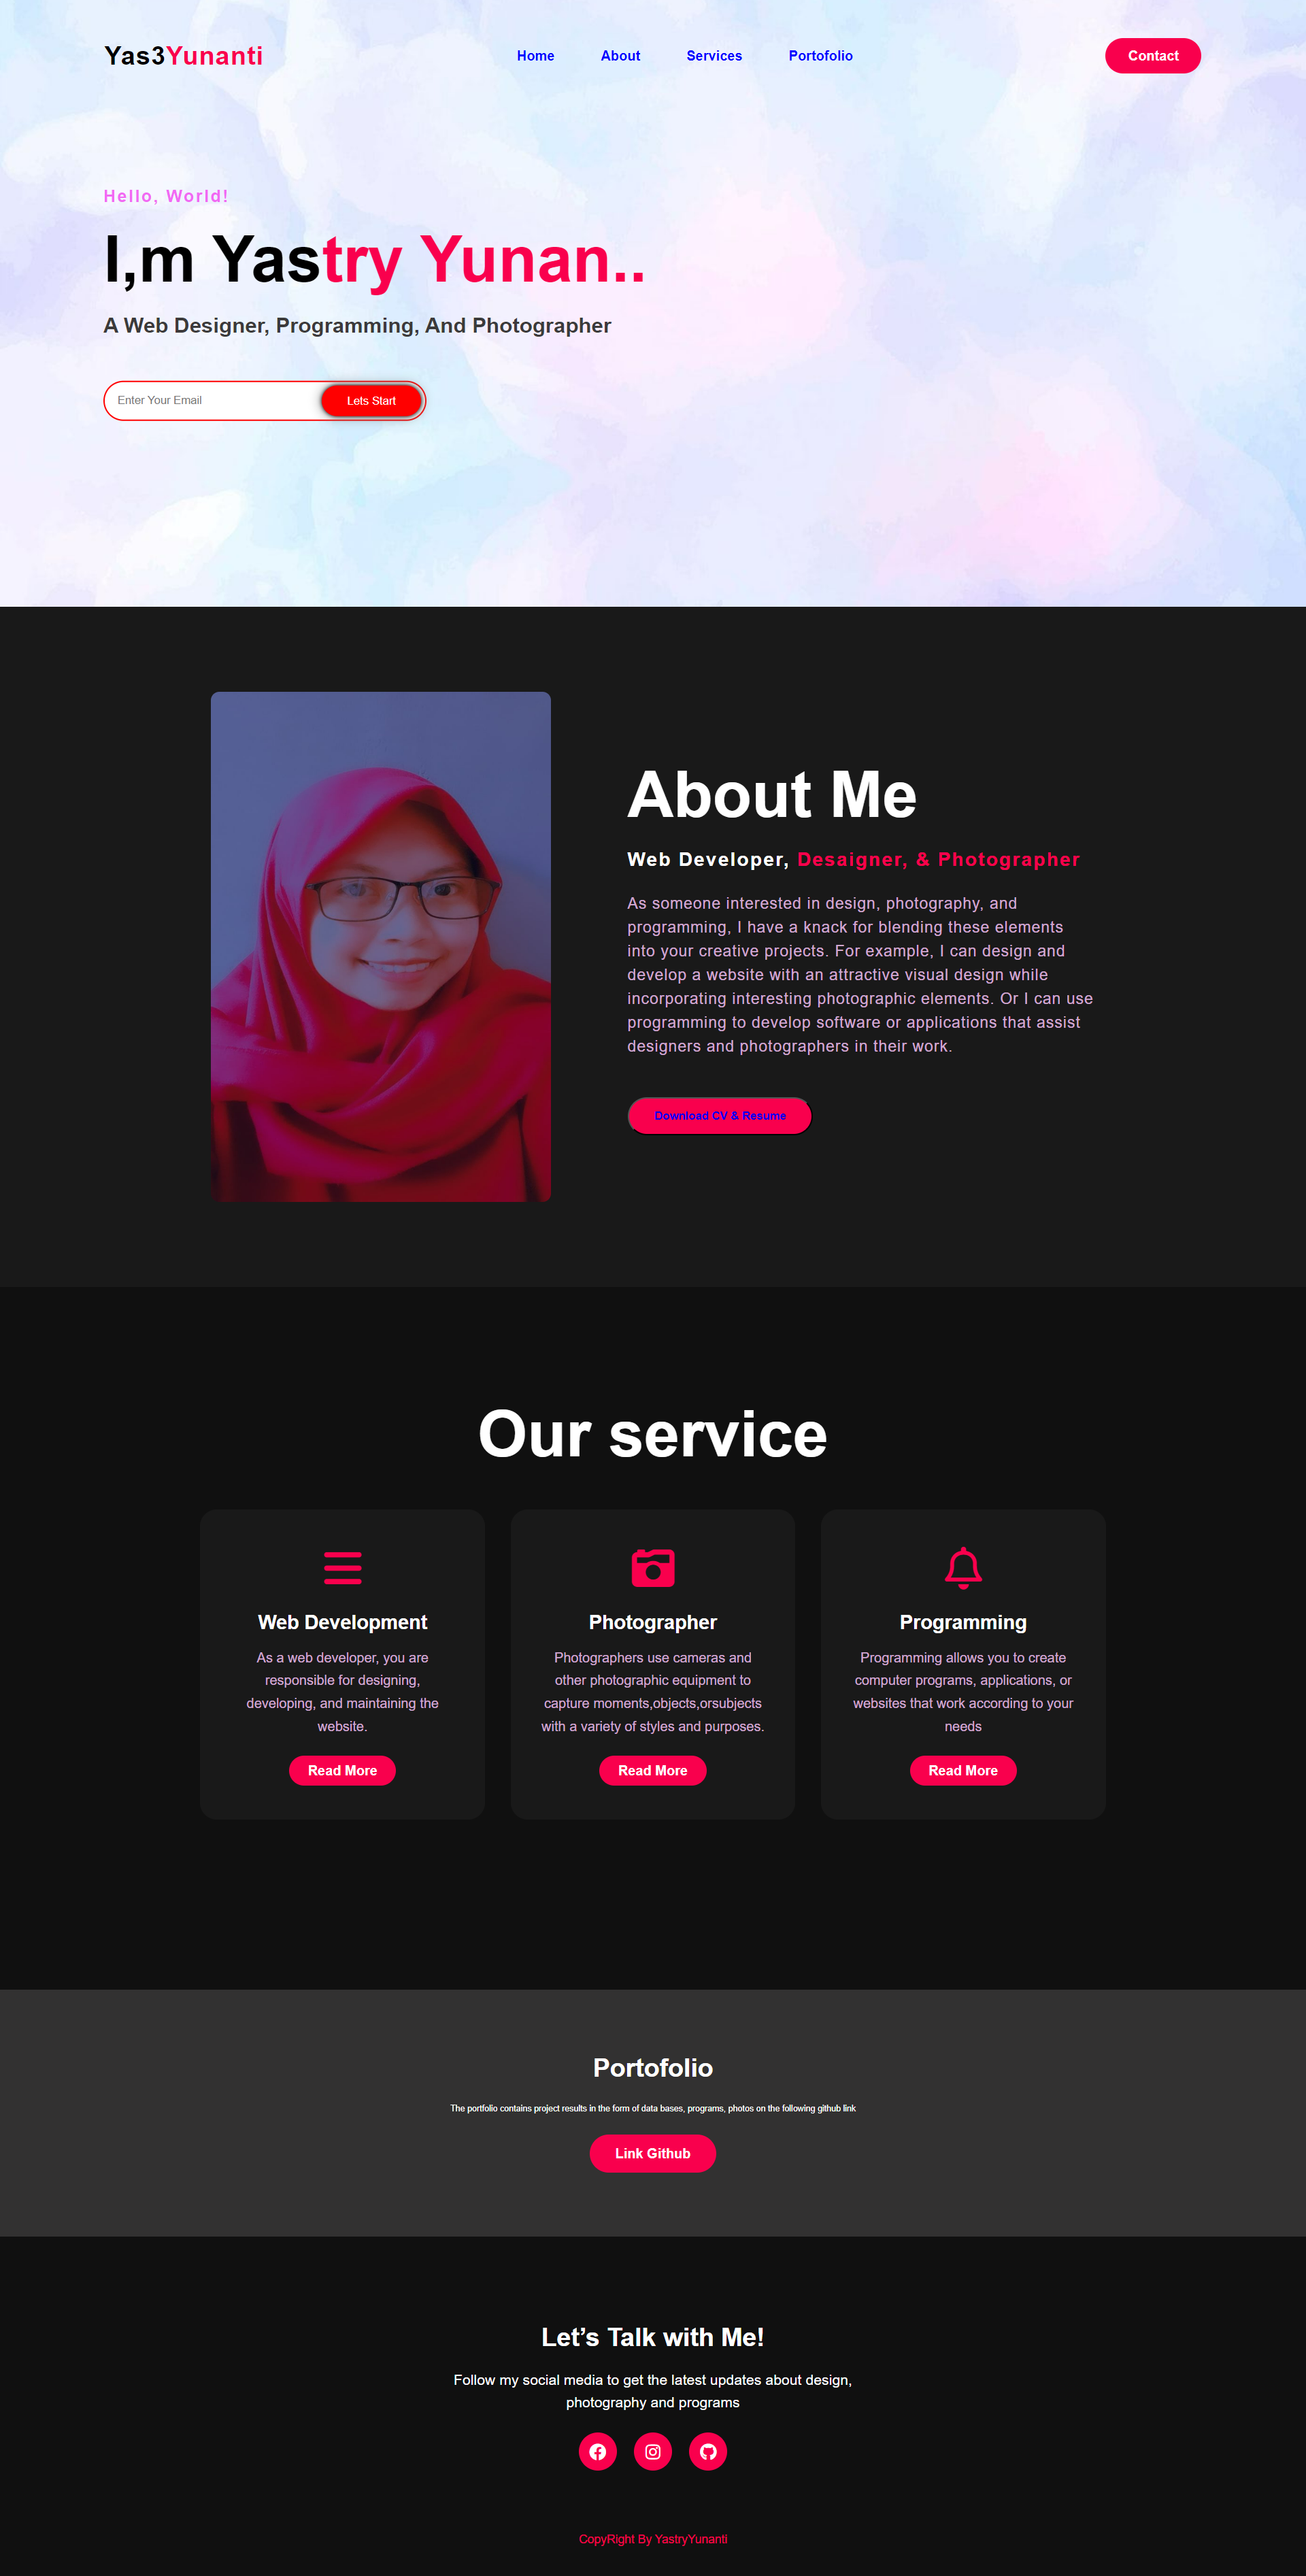 Yas3Yunanti
Home
About
Services
Portofolio
Contact
Hello, World!
I,m Yastry Yunan..
A Web Designer, Programming, And Photographer
Enter Your Email
Lets Start
About Me
Web Developer, Desaigner, & Photographer
As someone interested in design, photography, and
programming, I have a knack for blending these elements
into your creative projects. For example, I can design and
develop a website with an attractive visual design while
incorporating interesting photographic elements. Or I can use
programming to develop software or applications that assist
designers and photographers in their work.
Download CV & Resume
Our service
Web Development
As a web developer, you are
responsible for designing,
developing, and maintaining the
website.
Read More
Photographer
Photographers use cameras and
other photographic equipment to
capture moments,objects,orsubjects
with a variety of styles and purposes.
Read More
Programming
Programming allows you to create
computer programs, applications, or
websites that work according to your
needs
Read More
Portofolio
The portfolio contains project results in the form of data bases, programs, photos on the following github link
Link Github
Let’s Talk with Me!
Follow my social media to get the latest updates about design,
photography and programs
CopyRight By YastryYunanti